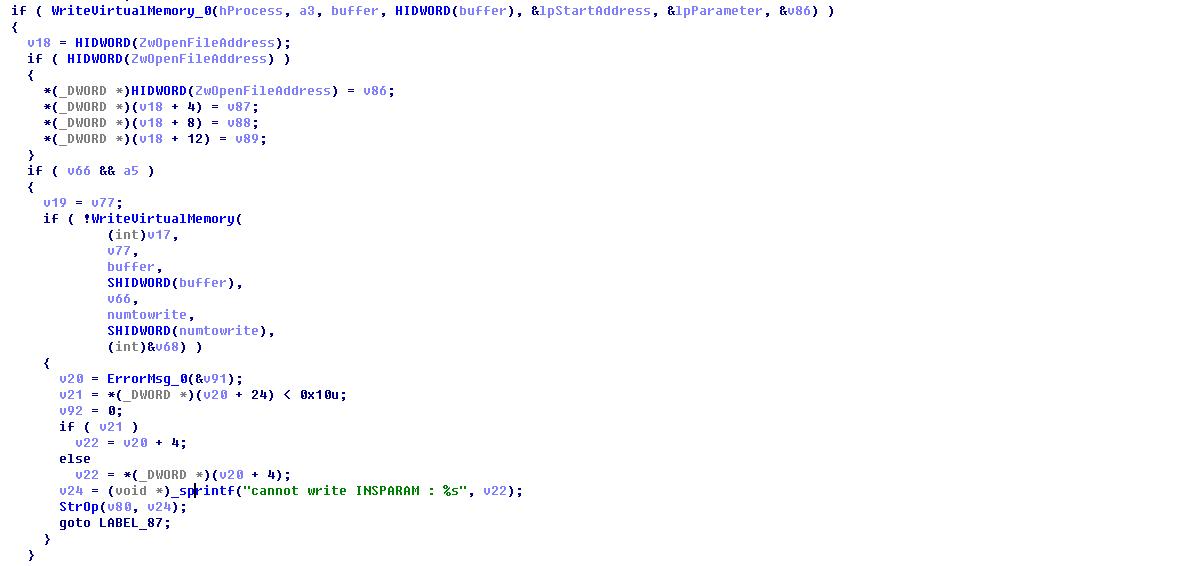 if ( WriteVirtualMemory_0(hProcess, a3, buffer, HIDWORD(buffer), &lpStartAddress, &lpParameter, &v86) )
{
v18 = HIDWORD(ZwOpenFileAddress);
if ( HIDWORD(ZwOpenFileAddress) )
{
*(_DWORD *)HIDWORD(ZwOpenFileAddress) = v86;
*(_DWORD *)(v18 + 4) = v87;
*(_DWORD *)(v18 + 8) = v88;
*(_DWORD *)(v18 + 12) = v89;
}
if ( v66 && a5 )
{
v19 = v77;
if ( !WriteVirtualMemory(
(int)v17,
v77,
buffer,
SHIDWORD(buffer),
v66,
numtowrite,
SHIDWORD(numtowrite),
(int)&v68) )
{
v20 = ErrorMsg_0(&v91);
v21 = *(_DWORD *)(v20 + 24) < 0x10u;
v92 = 0;
if ( v21 )
v22 = v20 + 4;
else
v22 = *(_DWORD *)(v20 + 4);
v24 = (void *)_sprintf("cannot write INSPARAM : %s", v22);
StrOp(v80, v24);
goto LABEL_87;
}
}